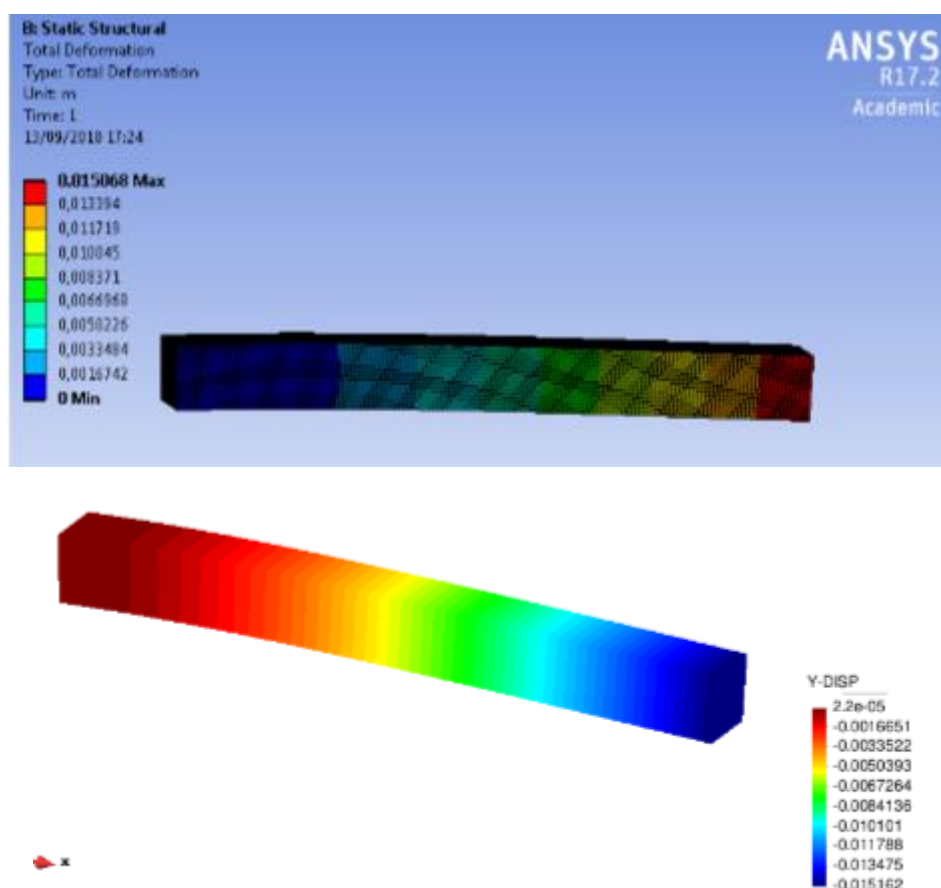 B: Static Structural
Total Deformation
Type: Total Deformation
Unit: m
Time: 1
13/09/2018 17:24
ANSYS
R17.2
Academic
0.015068 Max
0,013394
0,011719
0,010045
0,008371
0,0066968
0,0050226
0,0033484
0,0016742
0 Min
Y-DISP
2.2e-05
-0.0016651
-0.0033522
-0.0050393
-0.0067264
-0.0084136
-0.010101
-0.011788
-0.013475
-0.015162
x